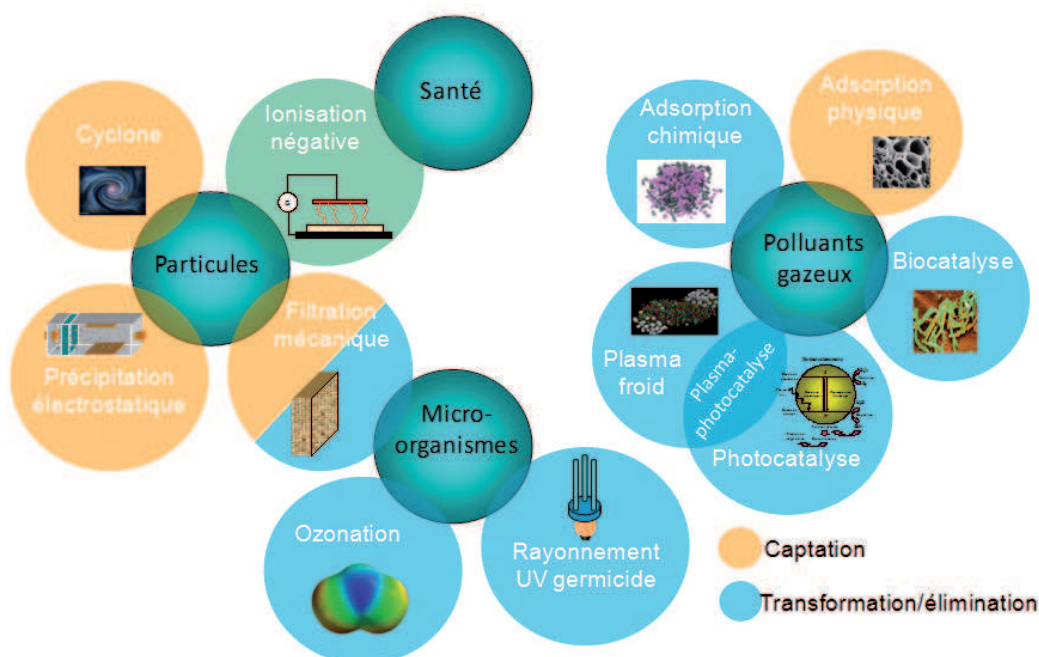 Santé
Cyclone
Ionisation
négative
Particules
Précipitation
électrostatique
Filtration
mécanique
Micro-
organismes
Ozonation
Rayonnement
UV germicide
Adsorption
chimique
Adsorption
physique
Polluants
gazeux
Biocatalyse
Plasma
froid
Plasma-
photocatalyse
Photocatalyse
Captation
Transformation/élimination